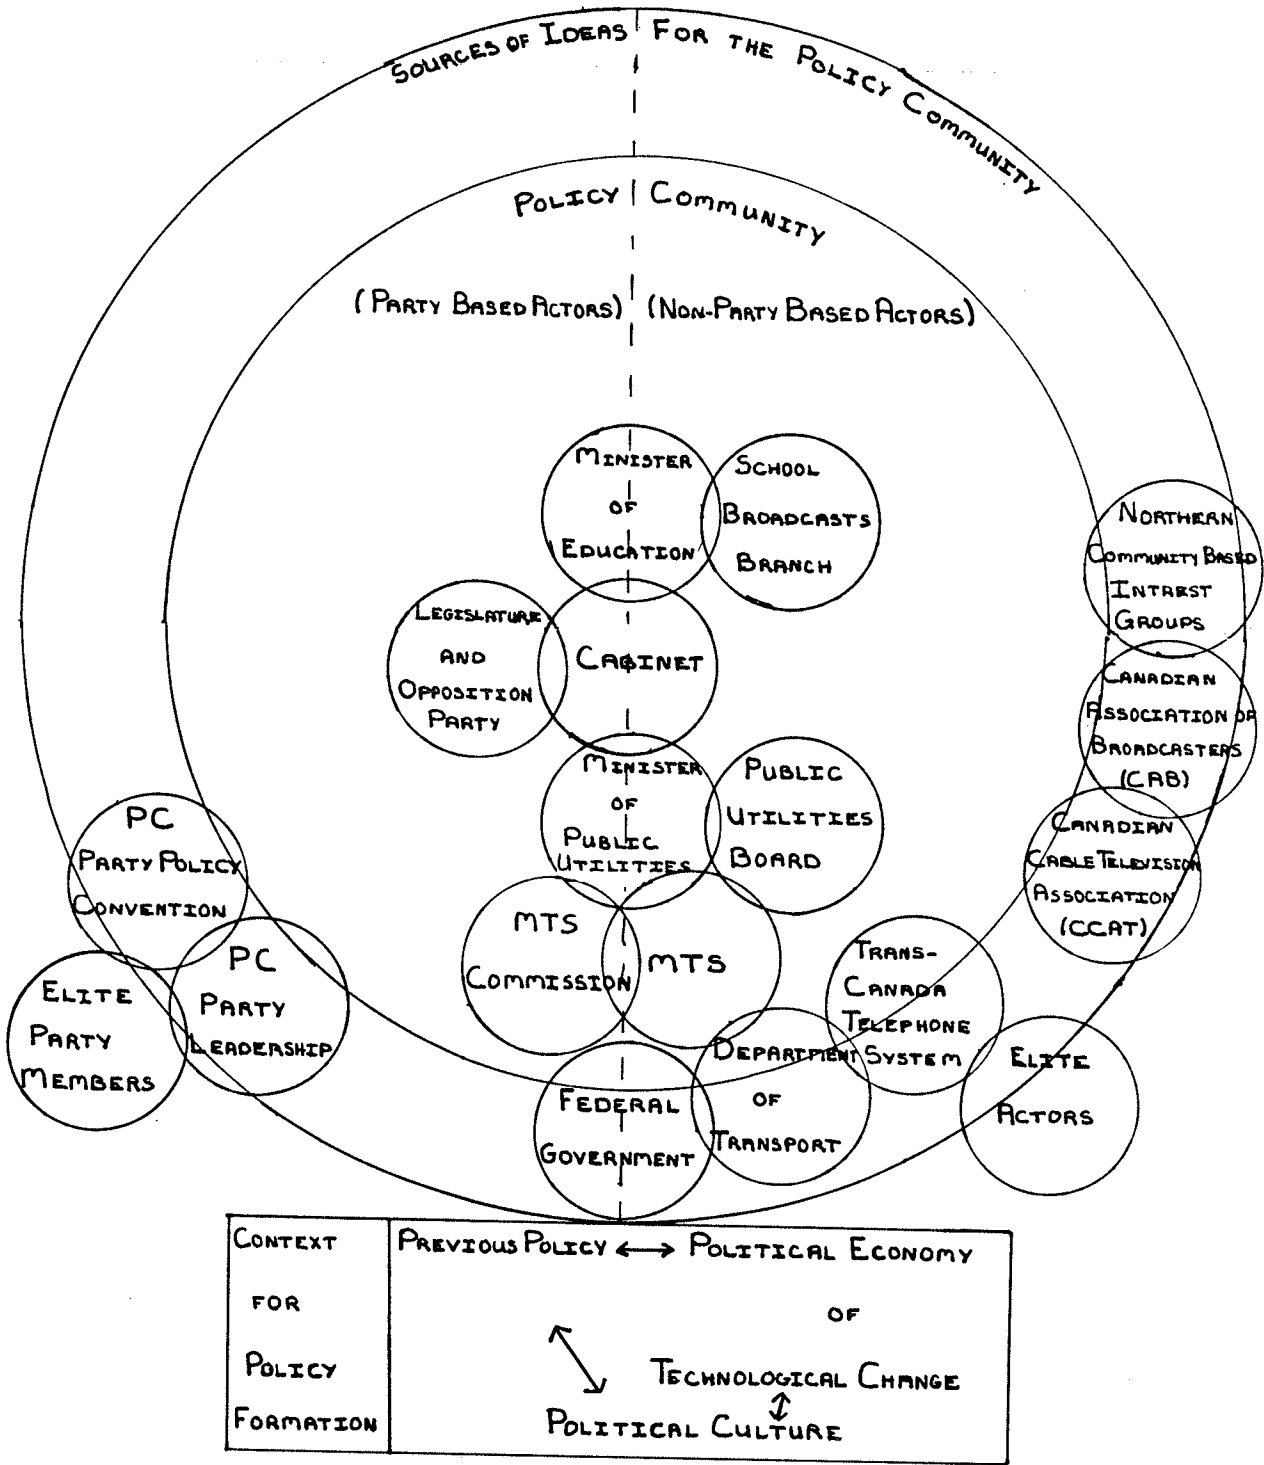 SOURCES OF IDEAS FOR THE POLICY COMMUNITY
POLICY COMMUNITY
(PARTY BASED ACTORS) (NON-PARTY BASED ACTORS)
MINISTER
OF
EDUCATION
SCHOOL
BROADCASTS
BRANCH
LEGISLATURE
AND
OPPOSITION
PARTY
CABINET
NORTHERN
COMMUNITY BASED
INTREST
GROUPS
CANADIAN
ASSOCIATION OF
BROADCASTERS
(CAB)
MINISTER
OF
PUBLIC
UTILITIES
PUBLIC
UTILITIES
BOARD
CANADIAN
CABLE TELEVISION
ASSOCIATION
(CCAT)
PC
PARTY POLICY
CONVENTION
PC
PARTY
LEADERSHIP
ELITE
PARTY
MEMBERS
MTS
COMMISSION
MTS
TRANS-
CANADA
TELEPHONE
SYSTEM
DEPARTMENT
OF
TRANSPORT
ELITE
ACTORS
FEDERAL
GOVERNMENT
CONTEXT
FOR
POLICY
FORMATION
PREVIOUS POLICY ↔ POLITICAL ECONOMY
OF
TECHNOLOGICAL CHANGE
POLITICAL CULTURE